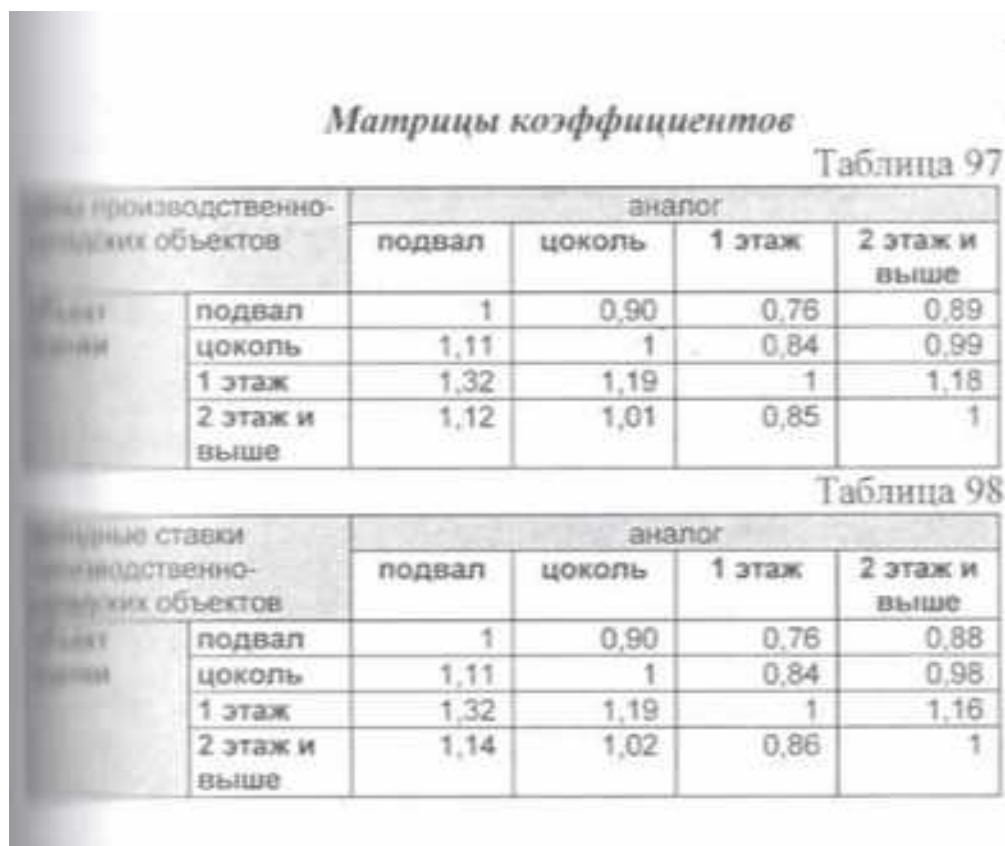 Матрицы коэффициентов
Таблица 97
производственно- аналог
объектов подвал цоколь 1 этаж 2 этаж и
выше
подвал 1 0,90 0,76 0,89
цоколь 1,11 1 0,84 0,99
1 этаж 1,32 1,19 1 1,18
2 этаж и 1,12 1,01 0,85 1
выше
Таблица 98
ставки аналог
подвал цоколь 1 этаж 2 этаж и
объектов выше
подвал 1 0,90 0,76 0,88
цоколь 1,11 1 0,84 0,98
1 этаж 1,32 1,19 1 1,16
2 этаж и 1,14 1,02 0,86 1
выше